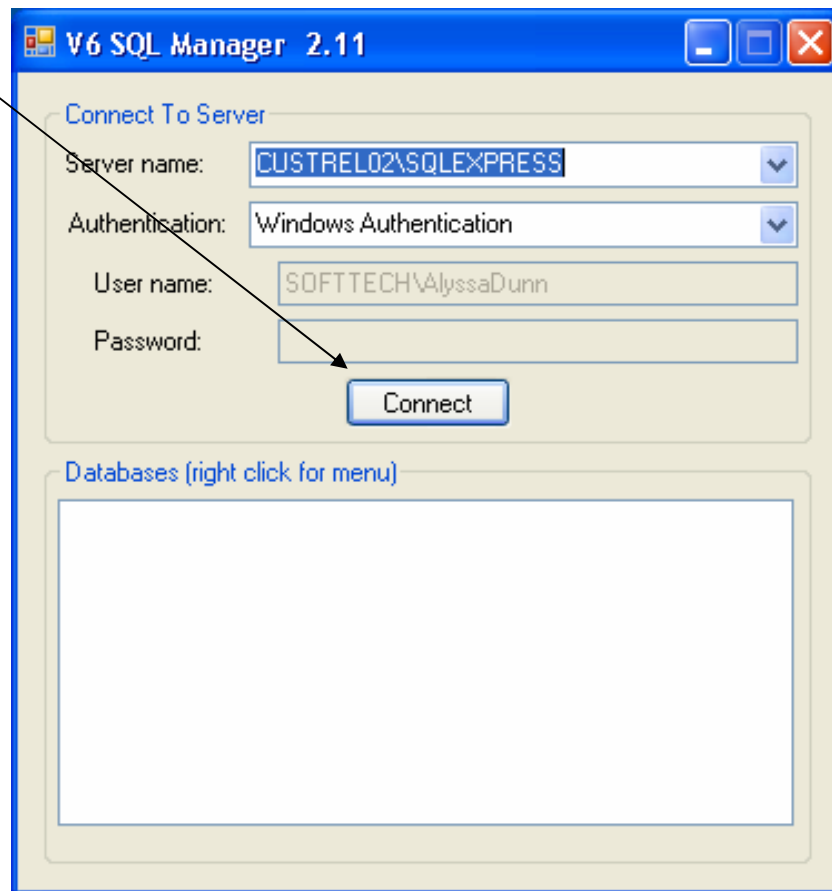 V6 SQL Manager 2.11
Connect To Server
Server name: CUSTREL02\SQLEXPRESS
Authentication: Windows Authentication
User name: SOFTTECH\AlyssaDunn
Password:
Connect
Databases (right click for menu)